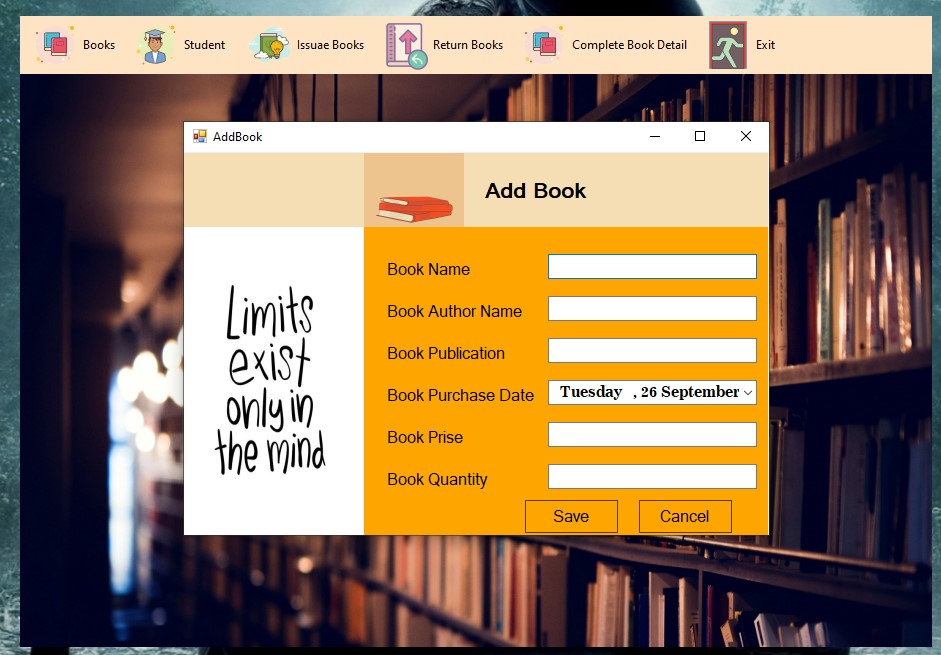 Books Student Issuae Books Return Books Complete Book Detail Exit
AddBook
Add Book
Limits
exist
only in
the mind
Book Name
Book Author Name
Book Publication
Book Purchase Date Tuesday , 26 September
Book Prise
Book Quantity
Save Cancel